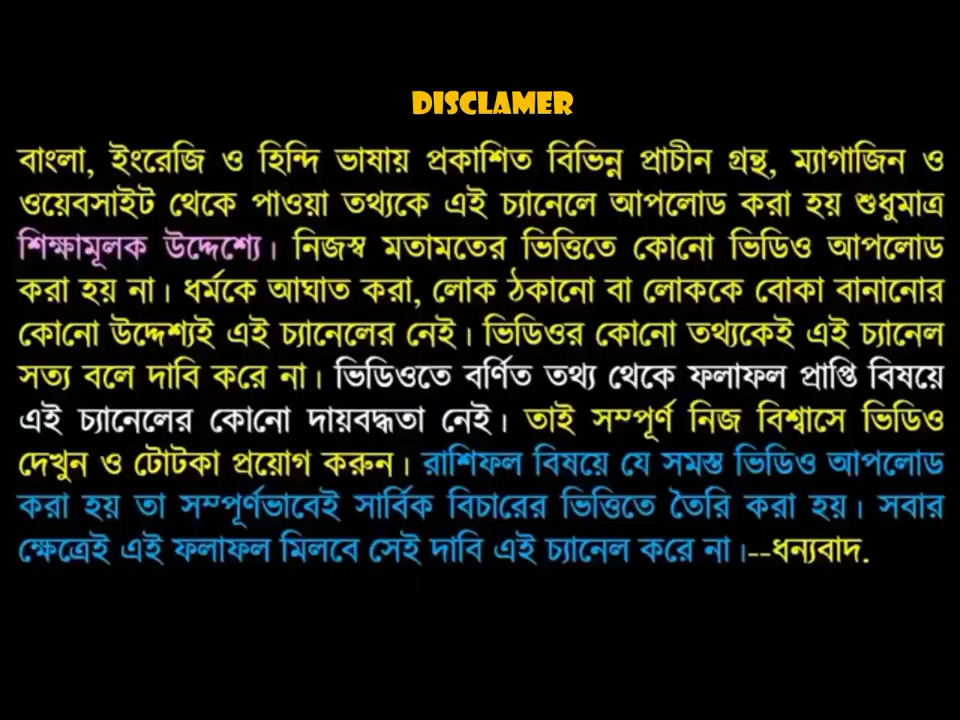 DISCLAMER
বাংলা, ইংরেজি ও হিন্দি ভাষায় প্রকাশিত বিভিন্ন প্রাচীন গ্রন্থ, ম্যাগাজিন ও
ওয়েবসাইট থেকে পাওয়া তথ্যকে এই চ্যানেলে আপলোড করা হয় শুধুমাত্র
শিক্ষামূলক উদ্দেশ্যে। নিজস্ব মতামতের ভিত্তিতে কোনো ভিডিও আপলোড
করা হয় না। ধর্মকে আঘাত করা, লোক ঠকানো বা লোককে বোকা বানানোর
কোনো উদ্দেশ্যই এই চ্যানেলের নেই। ভিডিওর কোনো তথ্যকেই এই চ্যানেল
সত্য বলে দাবি করে না। ভিডিওতে বর্ণিত তথ্য থেকে ফলাফল প্রাপ্তি বিষয়ে
এই চ্যানেলের কোনো দায়বদ্ধতা নেই। তাই সম্পূর্ণ নিজ বিশ্বাসে ভিডিও
দেখুন ও টোটকা প্রয়োগ করুন। রাশিফল বিষয়ে যে সমস্ত ভিডিও আপলোড
করা হয় তা সম্পূর্ণভাবেই সার্বিক বিচারের ভিত্তিতে তৈরি করা হয়। সবার
ক্ষেত্রেই এই ফলাফল মিলবে সেই দাবি এই চ্যানেল করে না।--ধন্যবাদ.